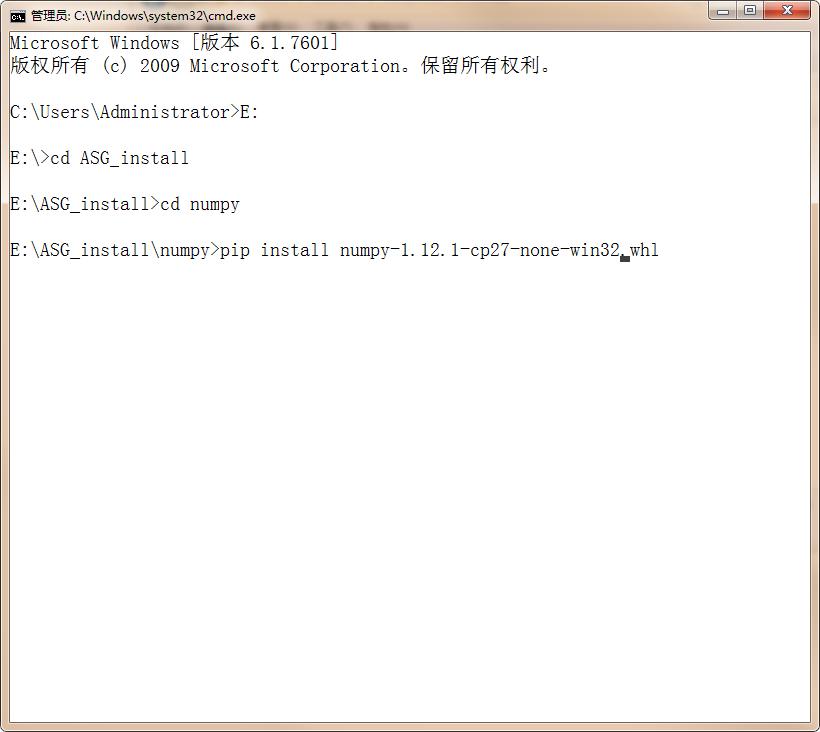 管理员: C:\Windows\system32\cmd.exe
Microsoft Windows [版本 6.1.7601]
版权所有 (c) 2009 Microsoft Corporation。保留所有权利。
C:\Users\Administrator>E:
E:\>cd ASG_install
E:\ASG_install>cd numpy
E:\ASG_install\numpy>pip install numpy-1.12.1-cp27-none-win32.whl